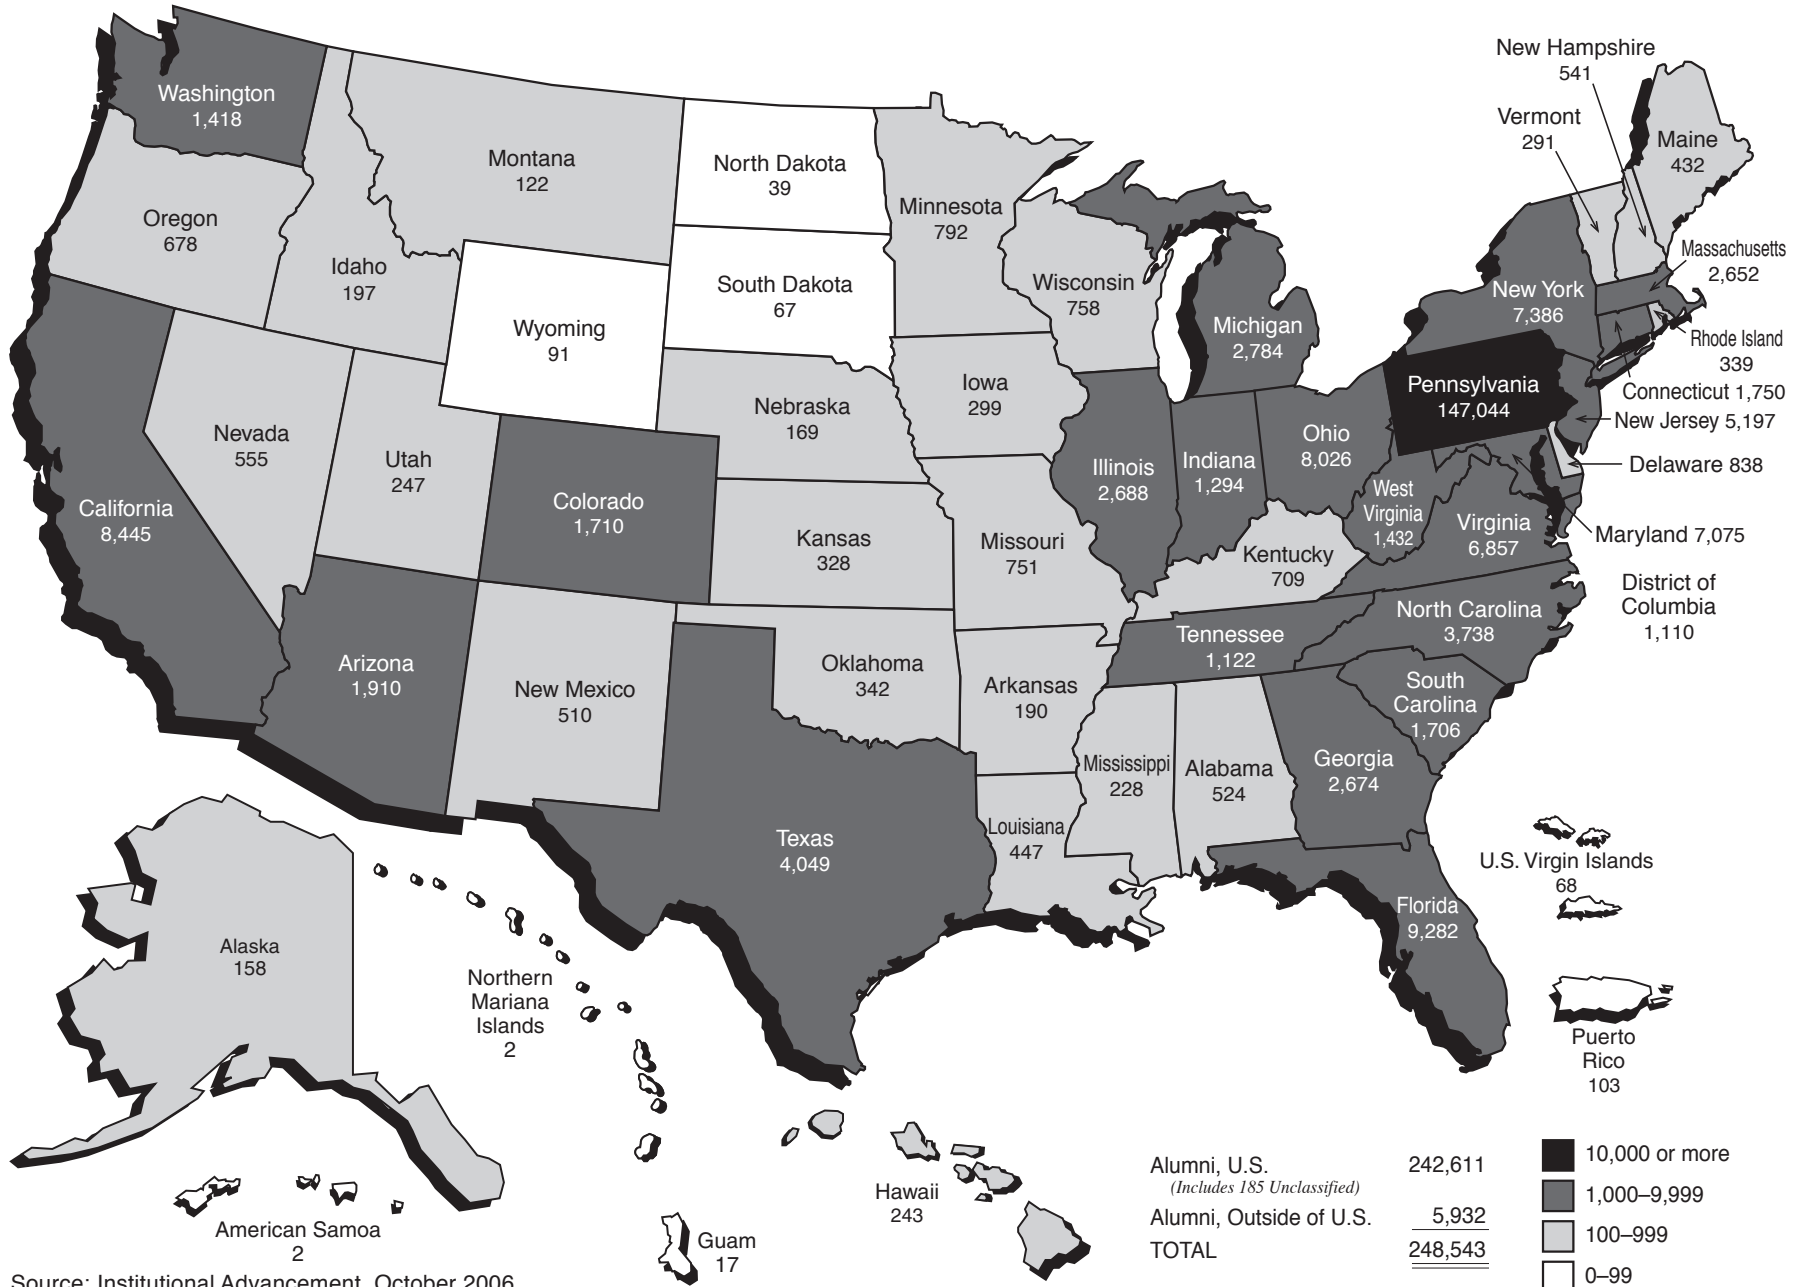 New Hampshire
541
Vermont
291
Maine
432
Washington
1,418
Montana
122
North Dakota
39
Minnesota
792
Oregon
678
Idaho
197
South Dakota
67
Wisconsin
758
Michigan
2,784
New York
7,386
Massachusetts
2,652
Rhode Island
339
Connecticut 1,750
New Jersey 5,197
Delaware 838
Maryland 7,075
District of
Columbia
1,110
Wyoming
91
Iowa
299
Nebraska
169
Pennsylvania
147,044
Ohio
8,026
Indiana
1,294
Illinois
2,688
Nevada
555
Utah
247
Colorado
1,710
California
8,445
Kansas
328
Missouri
751
Kentucky
709
West
Virginia
1,432
Virginia
6,857
North Carolina
3,738
Tennessee
1,122
Arizona
1,910
New Mexico
510
Oklahoma
342
Arkansas
190
South
Carolina
1,706
Mississippi
228
Alabama
524
Georgia
2,674
Texas
4,049
Louisiana
447
Florida
9,282
U.S. Virgin Islands
68
Puerto
Rico
103
Alaska
158
Northern
Mariana
Islands
2
American Samoa
2
Guam
17
Hawaii
243
Alumni, U.S. 242,611
(Includes 185 Unclassified)
Alumni, Outside of U.S. 5,932
TOTAL 248,543
10,000 or more
1,000–9,999
100–999
0–99
Source: Institutional Advancement, October 2006